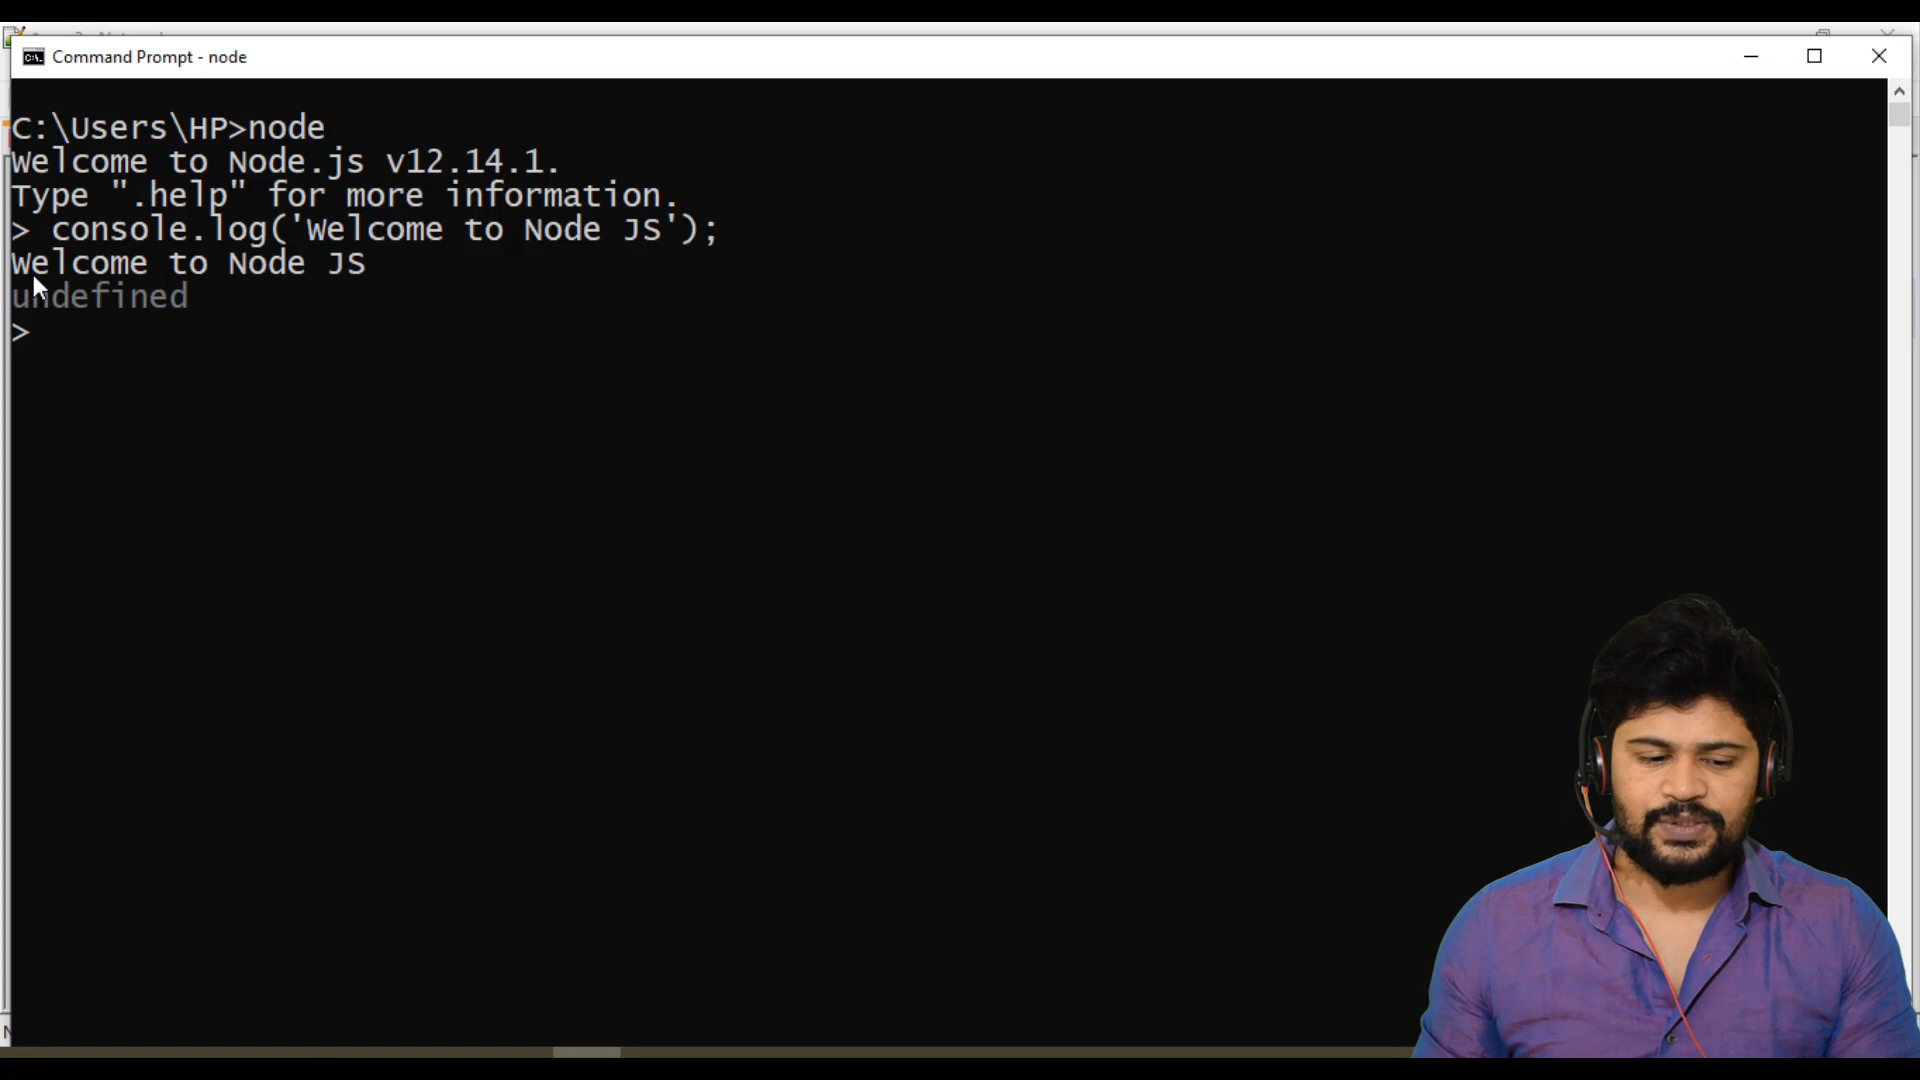 Command Prompt - node
C:\Users\HP>node
Welcome to Node.js v12.14.1.
Type ".help" for more information.
> console.log('Welcome to Node JS');
Welcome to Node JS
undefined
>